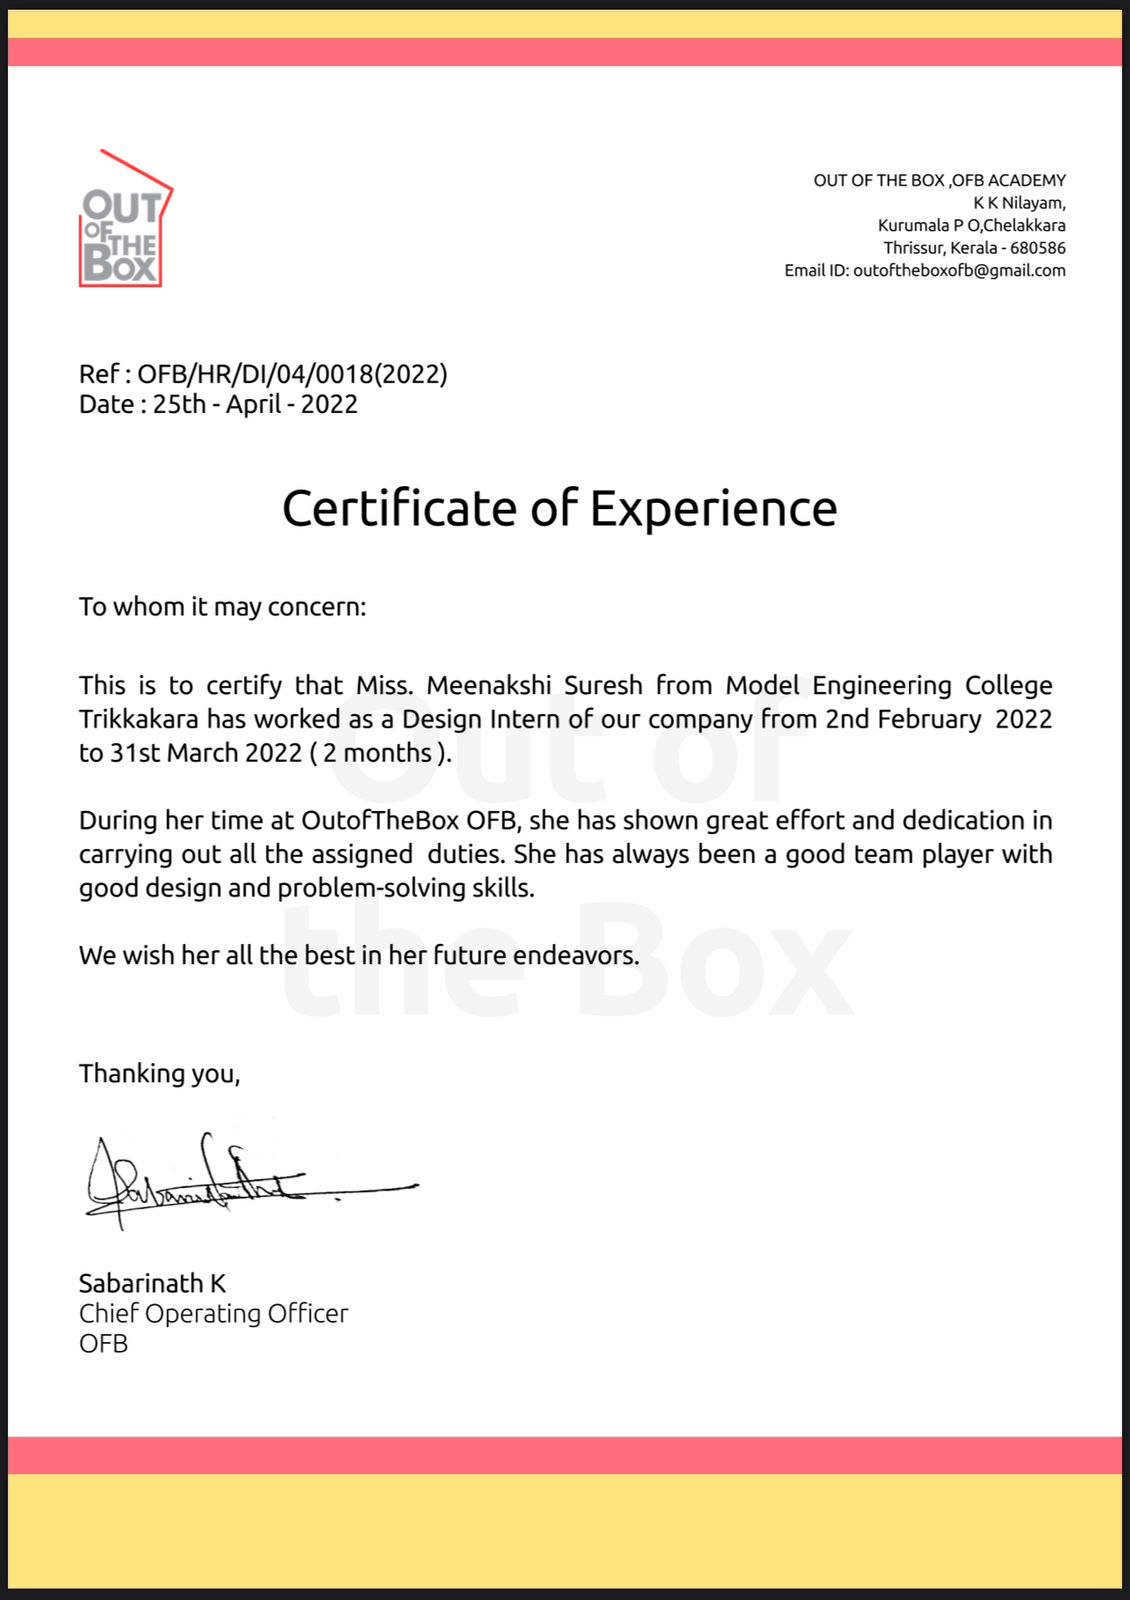 OUT
OF
THE
BOX
OUT OF THE BOX ,OFB ACADEMY
K K Nilayam,
Kurumala P O,Chelakkara
Thrissur, Kerala - 680586
Email ID: outoftheboxofb@gmail.com
Ref : OFB/HR/DI/04/0018(2022)
Date : 25th - April - 2022
Certificate of Experience
To whom it may concern:
This is to certify that Miss. Meenakshi Suresh from Model Engineering College
Trikkakara has worked as a Design Intern of our company from 2nd February  2022
to 31st March 2022 ( 2 months ).
During her time at OutofTheBox OFB, she has shown great effort and dedication in
carrying out all the assigned  duties. She has always been a good team player with
good design and problem-solving skills.
We wish her all the best in her future endeavors.
Out of
the Box
Thanking you,
Sabarinath K
Chief Operating Officer
OFB